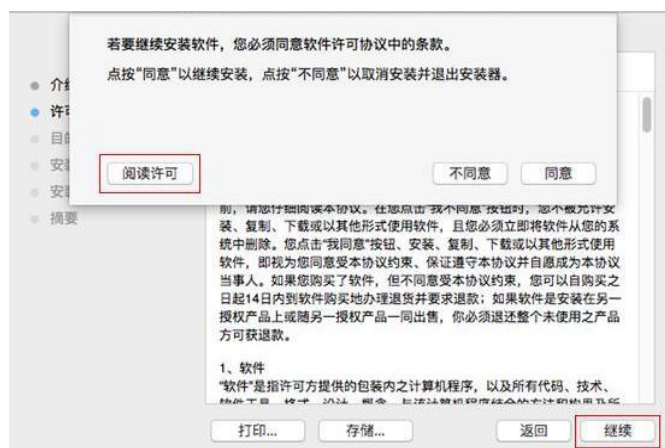 若要继续安装软件，您必须同意软件许可协议中的条款。
点按“同意”以继续安装，点按“不同意”以取消安装并退出安装器。
介
许
目
安
安
摘要
阅读许可
不同意
同意
前，请您仔细阅读本协议。在您点击“我不同意”按钮时，您不被允许安
装、复制、下载或以其他形式使用软件，且您必须立即将软件从您的系
统中删除。您点击“我同意”按钮、安装、复制、下载或以其他形式使用
软件，即视为您同意受本协议约束、保证遵守本协议并自愿成为本协议
当事人。如果您购买了软件，但不同意受本协议约束，您可以自购买之
日起14日内到软件购买地办理退货并要求退款；如果软件是安装在另一
授权产品上或随另一授权产品一同出售，你必须退还整个未使用之产品
方可获退款。
1、软件
“软件”是指许可方提供的包装内之计算机程序，以及所有代码、技术、
打印...
存储...
返回
继续